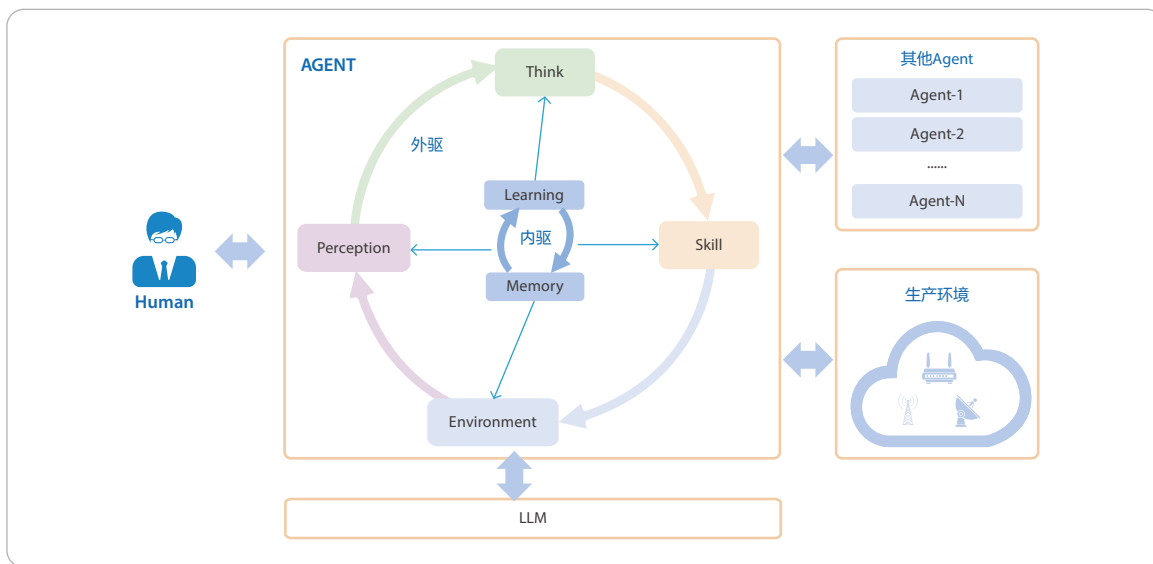 AGENT
Think
外驱
Learning
内驱
Memory
Perception
Skill
Environment
Human
其他Agent
Agent-1
Agent-2
......
Agent-N
生产环境
LLM